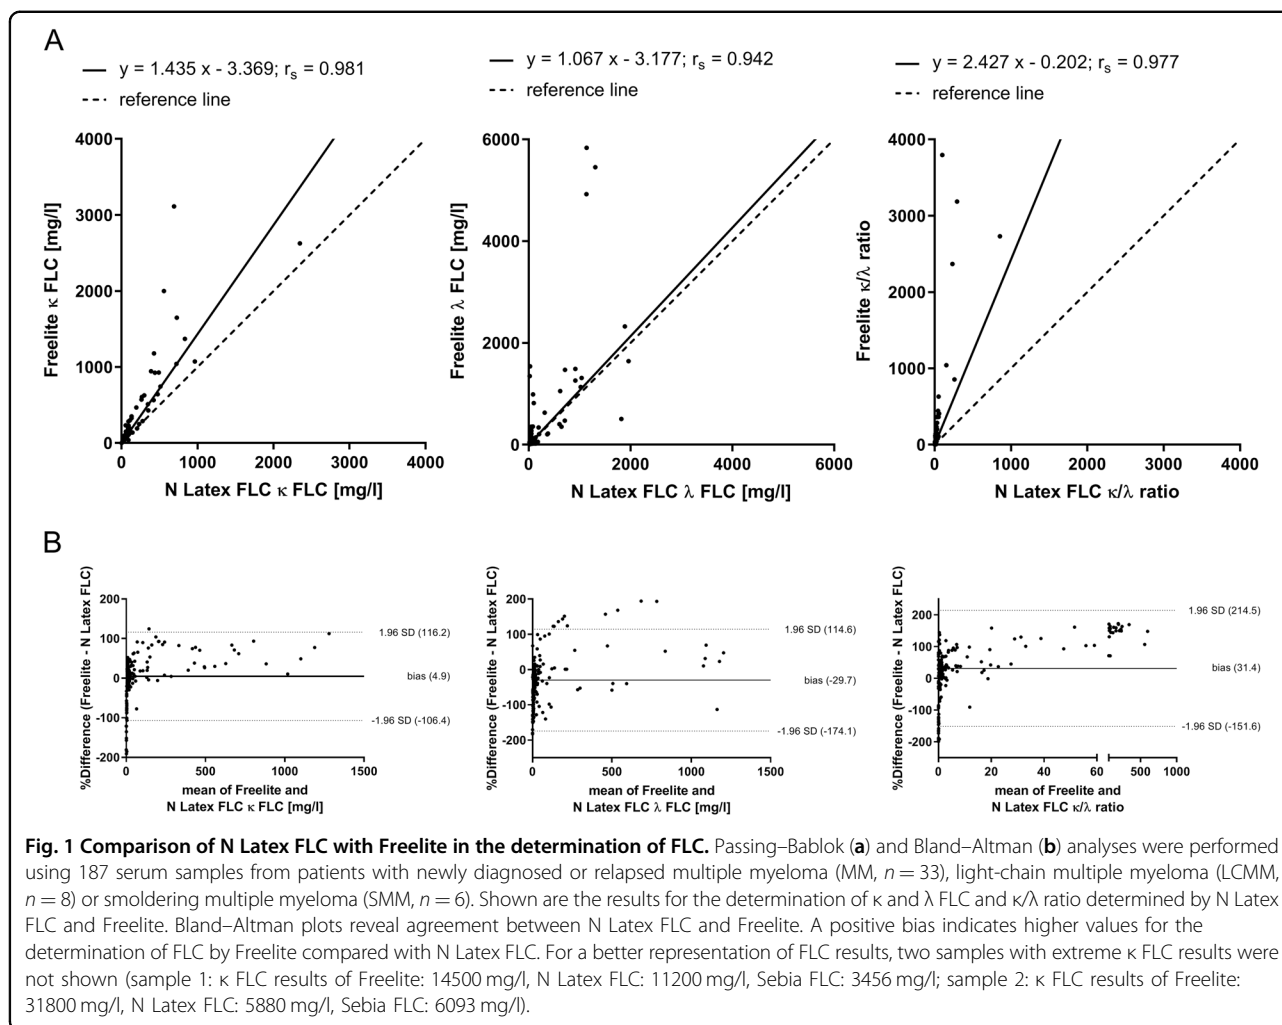 A
y = 1.435 x - 3.369; rs = 0.981
reference line
y = 1.067 x - 3.177; rs = 0.942
reference line
y = 2.427 x - 0.202; rs = 0.977
reference line
4000
3000
2000
1000
0
0 1000 2000 3000 4000
Freelite κ FLC [mg/l]
N Latex FLC κ FLC [mg/l]
6000
4000
2000
0
0 2000 4000 6000
Freelite λ FLC [mg/l]
N Latex FLC λ FLC [mg/l]
4000
3000
2000
1000
0
0 1000 2000 3000 4000
Freelite κ/λ ratio
N Latex FLC κ/λ ratio
B
%Difference (Freelite - N Latex FLC)
200
100
0
-100
-200
0 500 1000 1500
1.96 SD (116.2)
bias (4.9)
-1.96 SD (-106.4)
mean of Freelite and
N Latex FLC κ FLC [mg/l]
%Difference (Freelite - N Latex FLC)
200
100
0
-100
-200
0 500 1000 1500
1.96 SD (114.6)
bias (-29.7)
-1.96 SD (-174.1)
mean of Freelite and
N Latex FLC λ FLC [mg/l]
%Difference (Freelite - N Latex FLC)
200
100
0
-100
-200
0 20 40 60 500 1000
1.96 SD (214.5)
bias (31.4)
-1.96 SD (-151.6)
mean of Freelite and
N Latex FLC κ/λ ratio
Fig. 1 Comparison of N Latex FLC with Freelite in the determination of FLC. Passing–Bablok (a) and Bland–Altman (b) analyses were performed
using 187 serum samples from patients with newly diagnosed or relapsed multiple myeloma (MM, n = 33), light-chain multiple myeloma (LCMM,
n = 8) or smoldering multiple myeloma (SMM, n = 6). Shown are the results for the determination of κ and λ FLC and κ/λ ratio determined by N Latex
FLC and Freelite. Bland–Altman plots reveal agreement between N Latex FLC and Freelite. A positive bias indicates higher values for the
determination of FLC by Freelite compared with N Latex FLC. For a better representation of FLC results, two samples with extreme κ FLC results were
not shown (sample 1: κ FLC results of Freelite: 14500 mg/l, N Latex FLC: 11200 mg/l, Sebia FLC: 3456 mg/l; sample 2: κ FLC results of Freelite:
31800 mg/l, N Latex FLC: 5880 mg/l, Sebia FLC: 6093 mg/l).